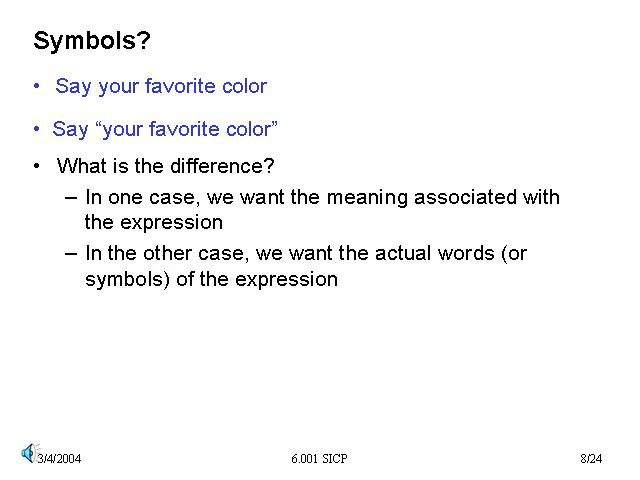 Symbols?
• Say your favorite color
• Say “your favorite color”
• What is the difference?
– In one case, we want the meaning associated with
the expression
– In the other case, we want the actual words (or
symbols) of the expression
3/4/2004 6.001 SICP 8/24